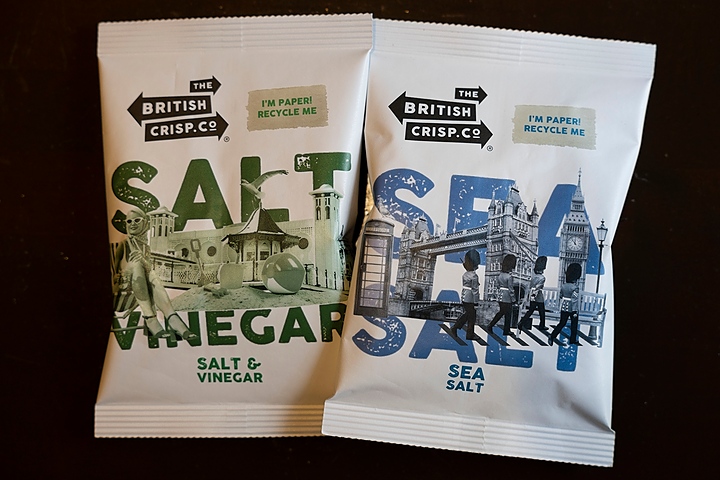 THE
BRITISH
CRISP.CO
®
I'M PAPER!
RECYCLE ME
SALT
VINEGAR
SALT &
VINEGAR
THE
BRITISH
CRISP.CO
®
I'M PAPER!
RECYCLE ME
SEA
SALT
SEA
SALT